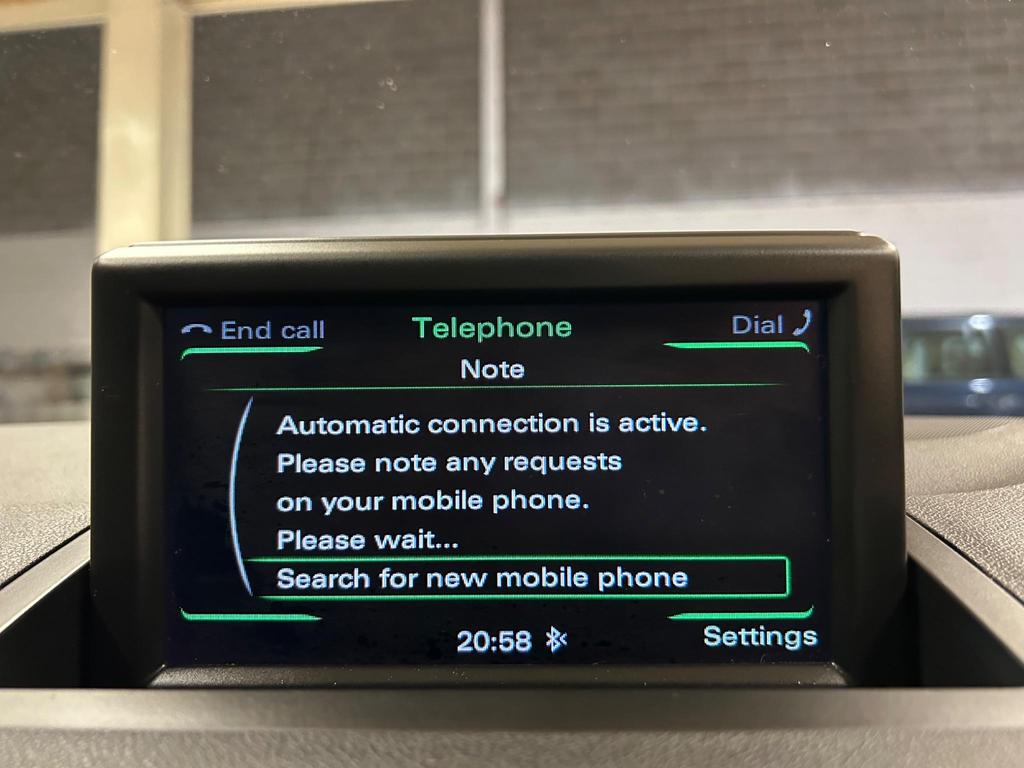 End call
Telephone
Dial
Note
Automatic connection is active.
Please note any requests
on your mobile phone.
Please wait...
Search for new mobile phone
20:58
Settings